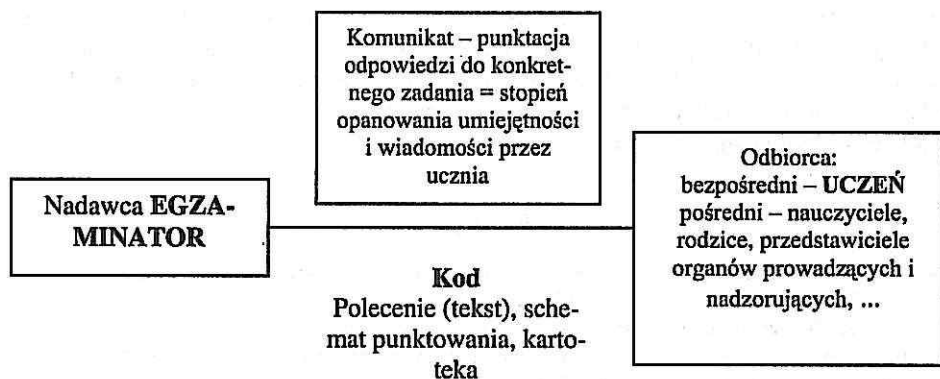 Komunikat – punktacja
odpowiedzi do konkret-
nego zadania = stopień
opanowania umiejętności
i wiadomości przez
ucznia
Nadawca EGZA-
MINATOR
Odbiorca:
bezpośredni – UCZEŃ
pośredni – nauczyciele,
rodzice, przedstawiciele
organów prowadzących i
nadzorujących, ...
Kod
Polecenie (tekst), sche-
mat punktowania, karto-
teka